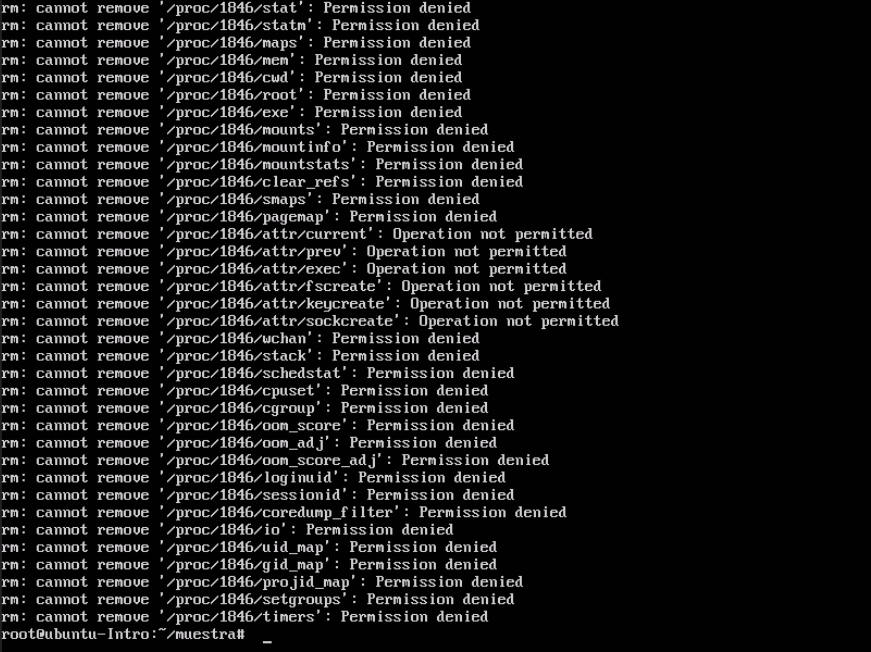 rm: cannot remove '/proc/1846/stat': Permission denied
rm: cannot remove '/proc/1846/statm': Permission denied
rm: cannot remove '/proc/1846/maps': Permission denied
rm: cannot remove '/proc/1846/mem': Permission denied
rm: cannot remove '/proc/1846/cwd': Permission denied
rm: cannot remove '/proc/1846/root': Permission denied
rm: cannot remove '/proc/1846/exe': Permission denied
rm: cannot remove '/proc/1846/mounts': Permission denied
rm: cannot remove '/proc/1846/mountinfo': Permission denied
rm: cannot remove '/proc/1846/mountstats': Permission denied
rm: cannot remove '/proc/1846/clear_refs': Permission denied
rm: cannot remove '/proc/1846/smaps': Permission denied
rm: cannot remove '/proc/1846/pagemap': Permission denied
rm: cannot remove '/proc/1846/attr/current': Operation not permitted
rm: cannot remove '/proc/1846/attr/prev': Operation not permitted
rm: cannot remove '/proc/1846/attr/exec': Operation not permitted
rm: cannot remove '/proc/1846/attr/fscreate': Operation not permitted
rm: cannot remove '/proc/1846/attr/keycreate': Operation not permitted
rm: cannot remove '/proc/1846/attr/sockcreate': Operation not permitted
rm: cannot remove '/proc/1846/wchan': Permission denied
rm: cannot remove '/proc/1846/stack': Permission denied
rm: cannot remove '/proc/1846/schedstat': Permission denied
rm: cannot remove '/proc/1846/cpuset': Permission denied
rm: cannot remove '/proc/1846/cgroup': Permission denied
rm: cannot remove '/proc/1846/oom_score': Permission denied
rm: cannot remove '/proc/1846/oom_adj': Permission denied
rm: cannot remove '/proc/1846/oom_score_adj': Permission denied
rm: cannot remove '/proc/1846/loginuid': Permission denied
rm: cannot remove '/proc/1846/sessionid': Permission denied
rm: cannot remove '/proc/1846/coredump_filter': Permission denied
rm: cannot remove '/proc/1846/io': Permission denied
rm: cannot remove '/proc/1846/uid_map': Permission denied
rm: cannot remove '/proc/1846/gid_map': Permission denied
rm: cannot remove '/proc/1846/projid_map': Permission denied
rm: cannot remove '/proc/1846/setgroups': Permission denied
rm: cannot remove '/proc/1846/timers': Permission denied
root@ubuntu-Intro:~/muestra# _